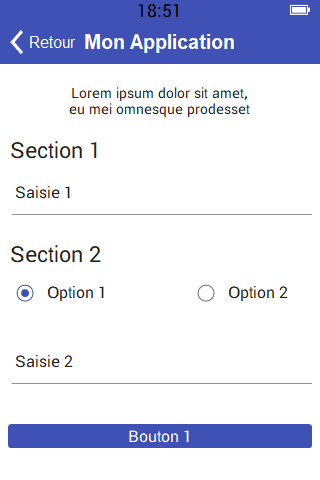 18:51
Retour Mon Application
Lorem ipsum dolor sit amet,
eu mei omnesque prodesset
Section 1
Saisie 1
Section 2
Option 1 Option 2
Saisie 2
Bouton 1